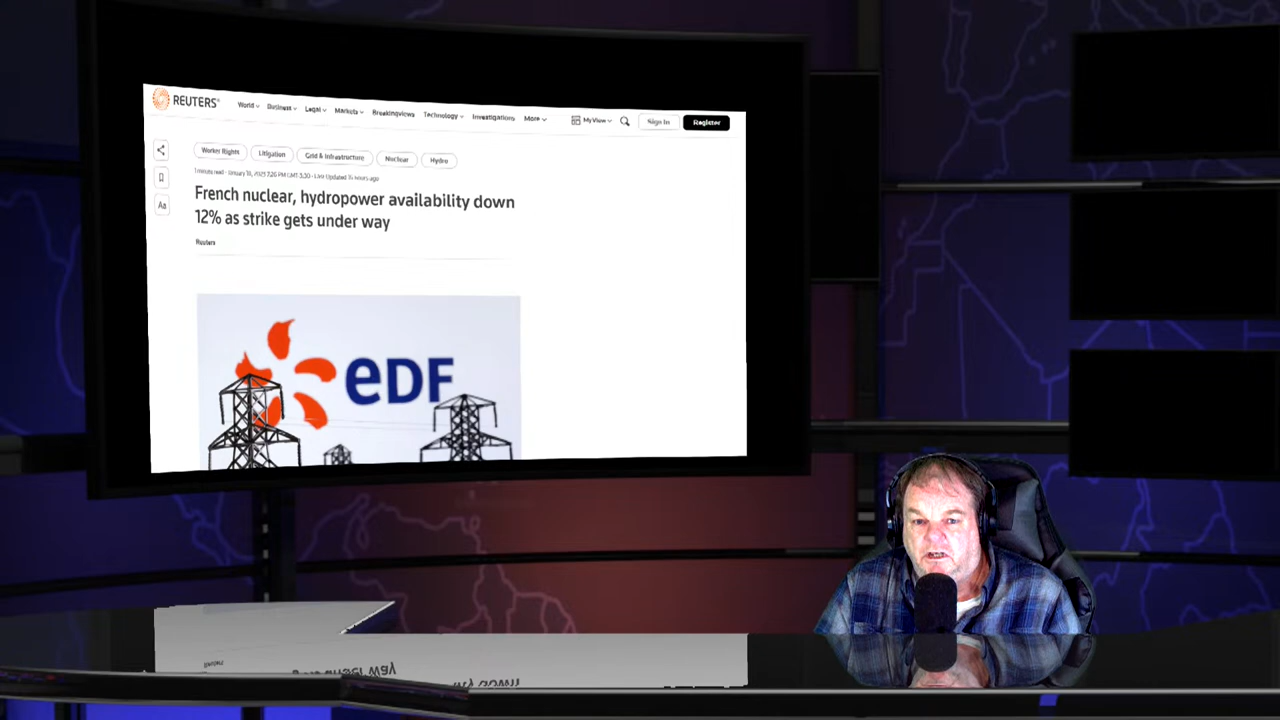 REUTERS®
World Business Legal Markets Breakingviews Technology Investigations More
My View Sign In Register
Worker Rights Litigation Grid & Infrastructure Nuclear Hydro
Aa
French nuclear, hydropower availability down
12% as strike gets under way
Reuters
eDF